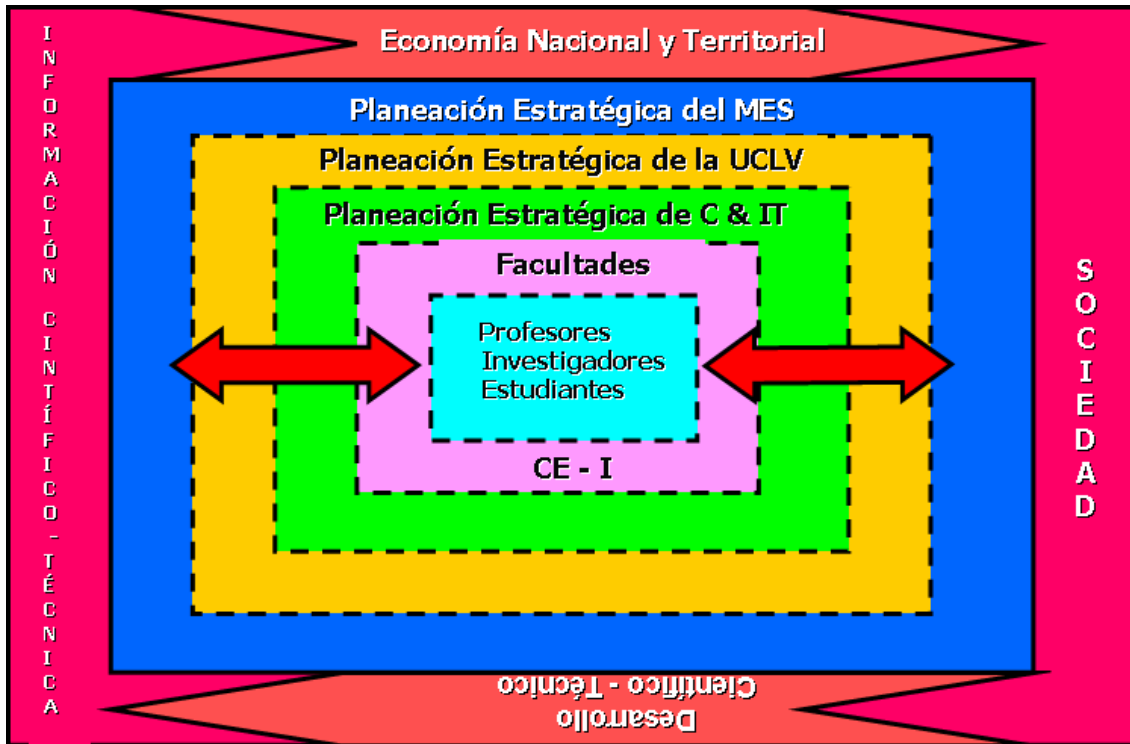 Economía Nacional y Territorial
INFORMACIÓN CINTÍFICO-TÉCNICA
Planeación Estratégica del MES
Planeación Estratégica de la UCLV
Planeación Estratégica de C & IT
Facultades
Profesores
Investigadores
Estudiantes
CE - I
SOCIEDAD
Desarrollo
Científico - Técnico